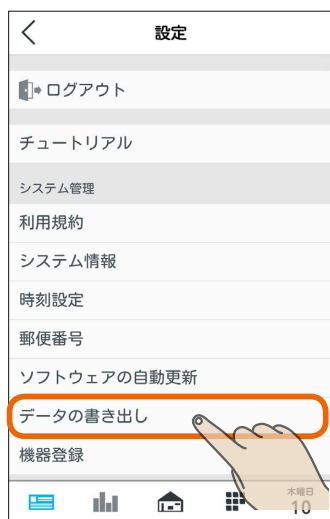 設定
ログアウト
チュートリアル
システム管理
利用規約
システム情報
時刻設定
郵便番号
ソフトウェアの自動更新
データの書き出し
機器登録
木曜日
10